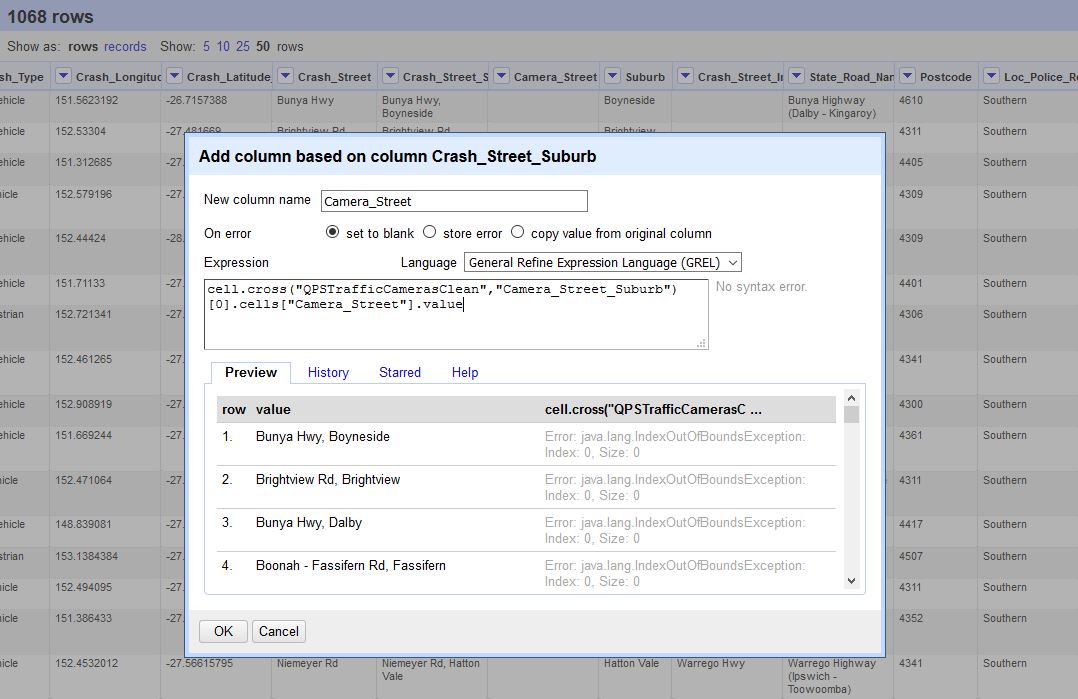 1068 rows
Show as: rows records Show: 5 10 25 50 rows
sh_Type Crash_Longitud Crash_Latitude_ Crash_Street Crash_Street_S Camera_Street Suburb Crash_Street_In State_Road_Nam Postcode Loc_Police_Re
ehicle 151.5623192 -26.7157388 Bunya Hwy Bunya Hwy, Boyneside Boyneside Bunya Highway (Dalby - Kingaroy) 4610 Southern
ehicle 152.53304 -27.481669 Brightview Rd Brightview Rd, Brightview 4311 Southern
ehicle 151.312685 -27. 4405 Southern
nicle 152.579196 -27. 4309 Southern
ehicle 152.44424 -28. 4309 Southern
ehicle 151.71133 -27. 4401 Southern
strian 152.721341 -27. 4306 Southern
ehicle 152.461265 -27. 4341 Southern
ehicle 152.908919 -27. 4300 Southern
ehicle 151.669244 -27. 4361 Southern
nicle 152.471064 -27. 4311 Southern
ehicle 148.839081 -27. 4417 Southern
strian 153.1384384 -27. 4507 Southern
nicle 152.494095 -27. 4311 Southern
ehicle 151.386433 -27. 4352 Southern
nicle 152.4532012 -27.56615795 Niemeyer Rd Niemeyer Rd, Hatton Vale Hatton Vale Warrego Hwy Warrego Highway (Ipswich - Toowoomba) 4341 Southern
Add column based on column Crash_Street_Suburb
New column name Camera_Street
On error set to blank store error copy value from original column
Expression Language General Refine Expression Language (GREL)
cell.cross("QPSTrafficCamerasClean","Camera_Street_Suburb") No syntax error.
[0].cells["Camera_Street"].value
Preview History Starred Help
row value cell.cross("QPSTrafficCamerasC ...
1. Bunya Hwy, Boyneside Error: java.lang.IndexOutOfBoundsException:
Index: 0, Size: 0
2. Brightview Rd, Brightview Error: java.lang.IndexOutOfBoundsException:
Index: 0, Size: 0
3. Bunya Hwy, Dalby Error: java.lang.IndexOutOfBoundsException:
Index: 0, Size: 0
4. Boonah - Fassifern Rd, Fassifern Error: java.lang.IndexOutOfBoundsException:
Index: 0, Size: 0
OK Cancel